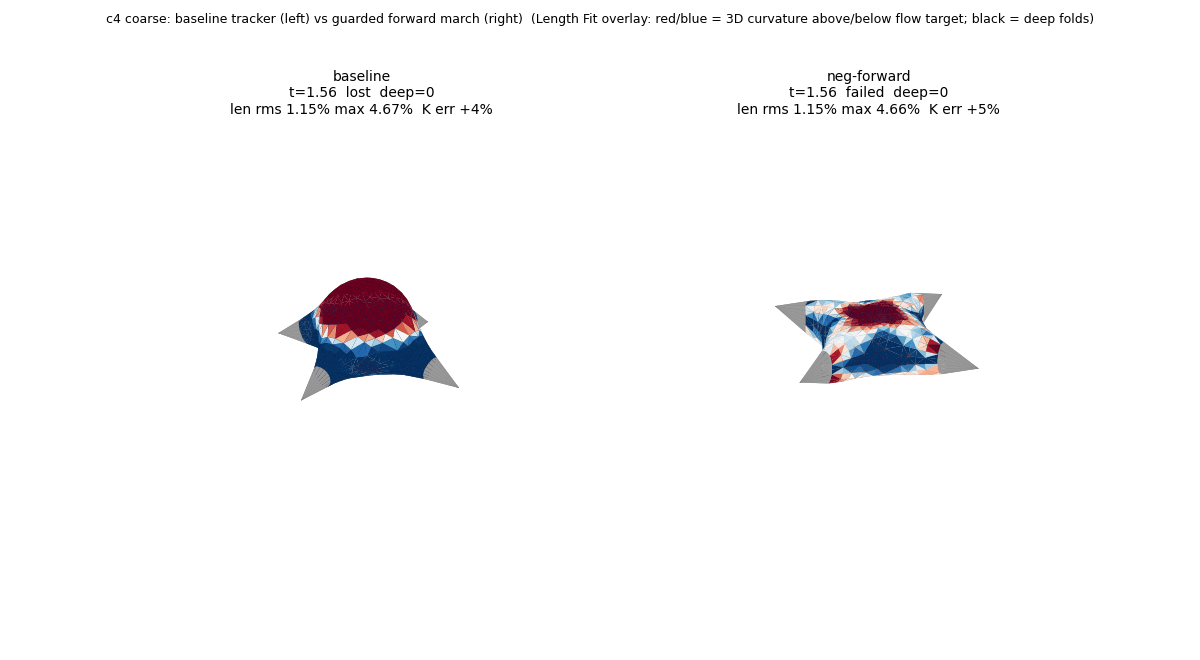 c4 coarse: baseline tracker (left) vs guarded forward march (right)  (Length Fit overlay: red/blue = 3D curvature above/below flow target; black = deep folds)
baseline
t=1.56  lost  deep=0
len rms 1.15% max 4.67%  K err +4%
neg-forward
t=1.56  failed  deep=0
len rms 1.15% max 4.66%  K err +5%